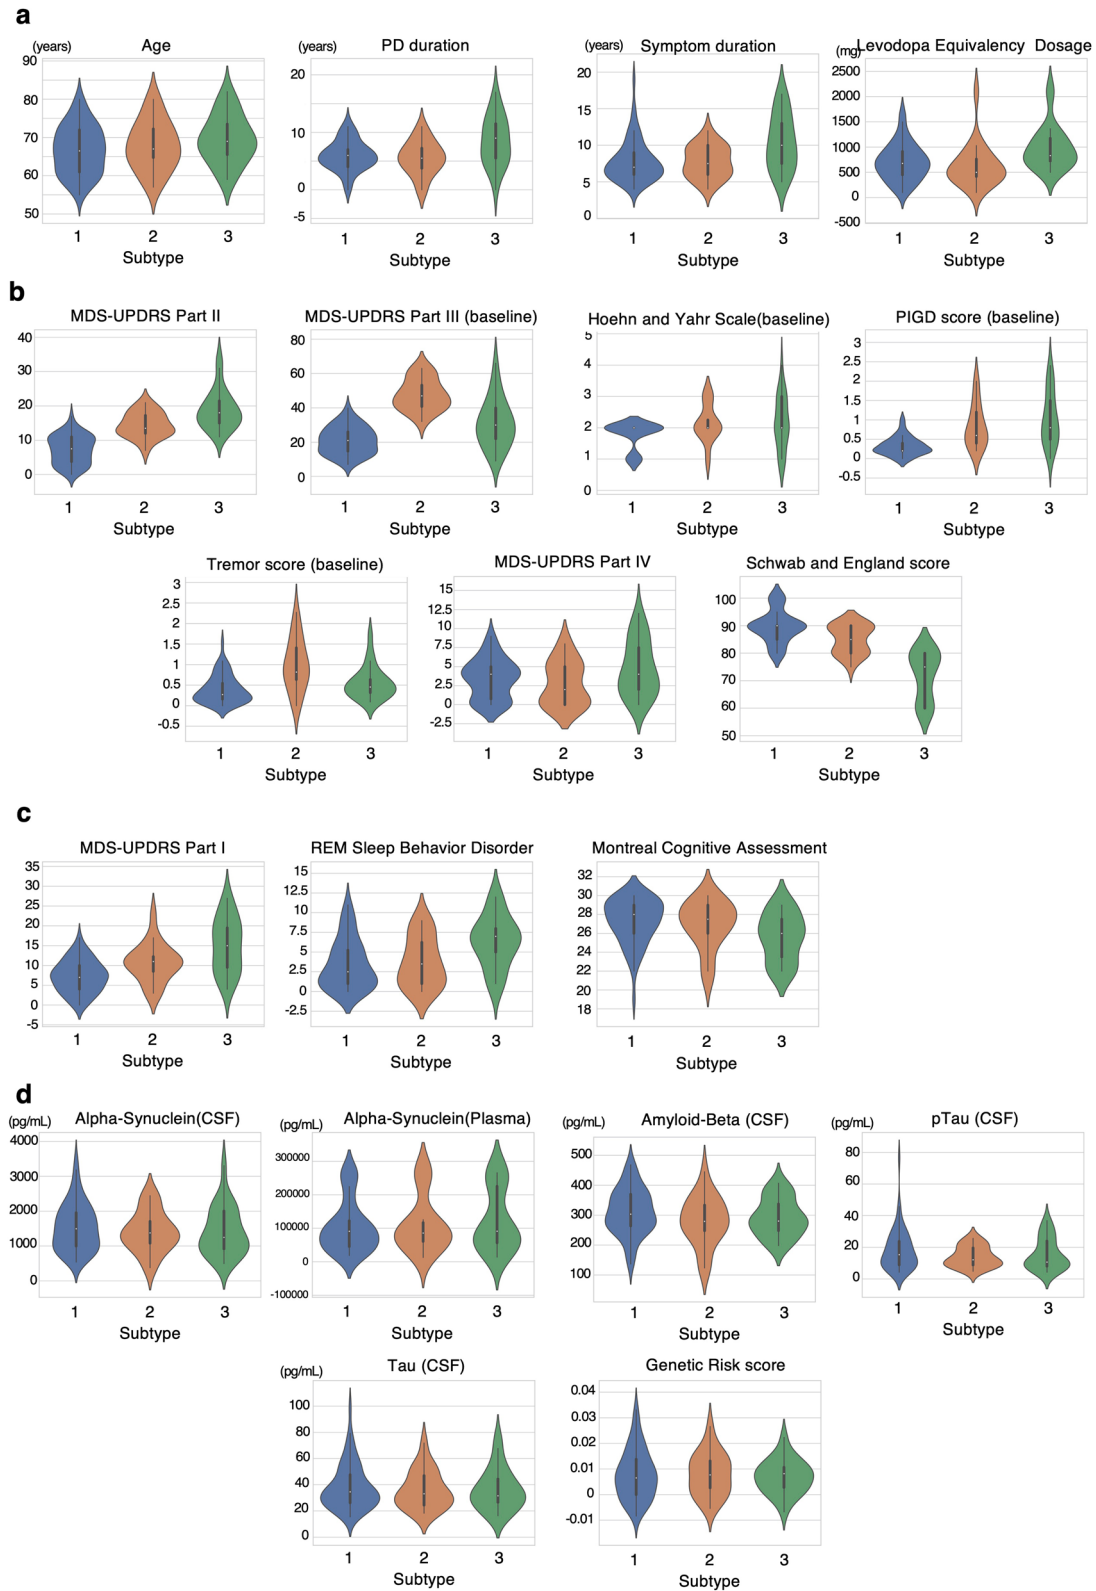 a
(years) Age
90
80
70
60
50
1 2 3
Subtype
(years) PD duration
20
10
0
-5
1 2 3
Subtype
(years) Symptom duration
20
15
10
5
0
1 2 3
Subtype
(mg) Levodopa Equivalency Dosage
2500
2000
1500
1000
500
0
-500
1 2 3
Subtype
b
MDS-UPDRS Part II
40
30
20
10
0
1 2 3
Subtype
MDS-UPDRS Part III (baseline)
80
60
40
20
0
1 2 3
Subtype
Hoehn and Yahr Scale(baseline)
5
4
3
2
1
0
1 2 3
Subtype
PIGD score (baseline)
3
2.5
2
1.5
1
0.5
0
-0.5
1 2 3
Subtype
Tremor score (baseline)
3
2.5
2
1.5
1
0.5
0
-0.5
1 2 3
Subtype
MDS-UPDRS Part IV
15
12.5
10
7.5
5
2.5
0
-2.5
1 2 3
Subtype
Schwab and England score
100
90
80
70
60
50
1 2 3
Subtype
c
MDS-UPDRS Part I
35
30
25
20
15
10
5
0
-5
1 2 3
Subtype
REM Sleep Behavior Disorder
15
12.5
10
7.5
5
2.5
0
-2.5
1 2 3
Subtype
Montreal Cognitive Assessment
32
30
28
26
24
22
20
18
1 2 3
Subtype
d
(pg/mL) Alpha-Synuclein(CSF)
4000
3000
2000
1000
0
1 2 3
Subtype
(pg/mL) Alpha-Synuclein(Plasma)
300000
200000
100000
0
-100000
1 2 3
Subtype
(pg/mL) Amyloid-Beta (CSF)
500
400
300
200
100
1 2 3
Subtype
(pg/mL) pTau (CSF)
80
60
40
20
0
1 2 3
Subtype
(pg/mL) Tau (CSF)
100
80
60
40
20
0
1 2 3
Subtype
Genetic Risk score
0.04
0.03
0.02
0.01
0
-0.01
1 2 3
Subtype